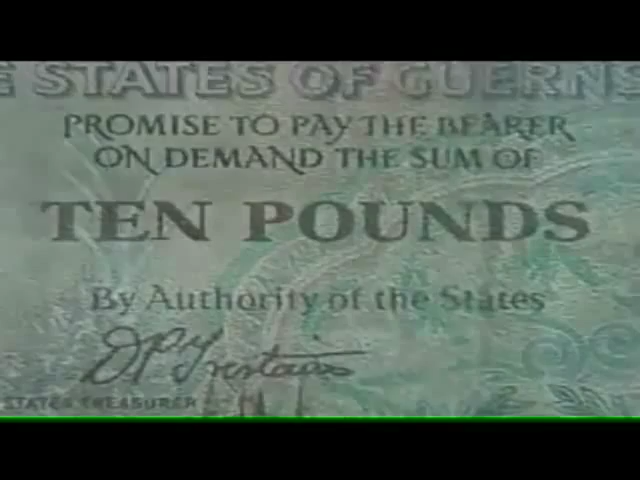 E STATES OF GUERNS
PROMISE TO PAY THE BEARER
ON DEMAND THE SUM OF
TEN POUNDS
By Authority of the States
STATES TREASURER